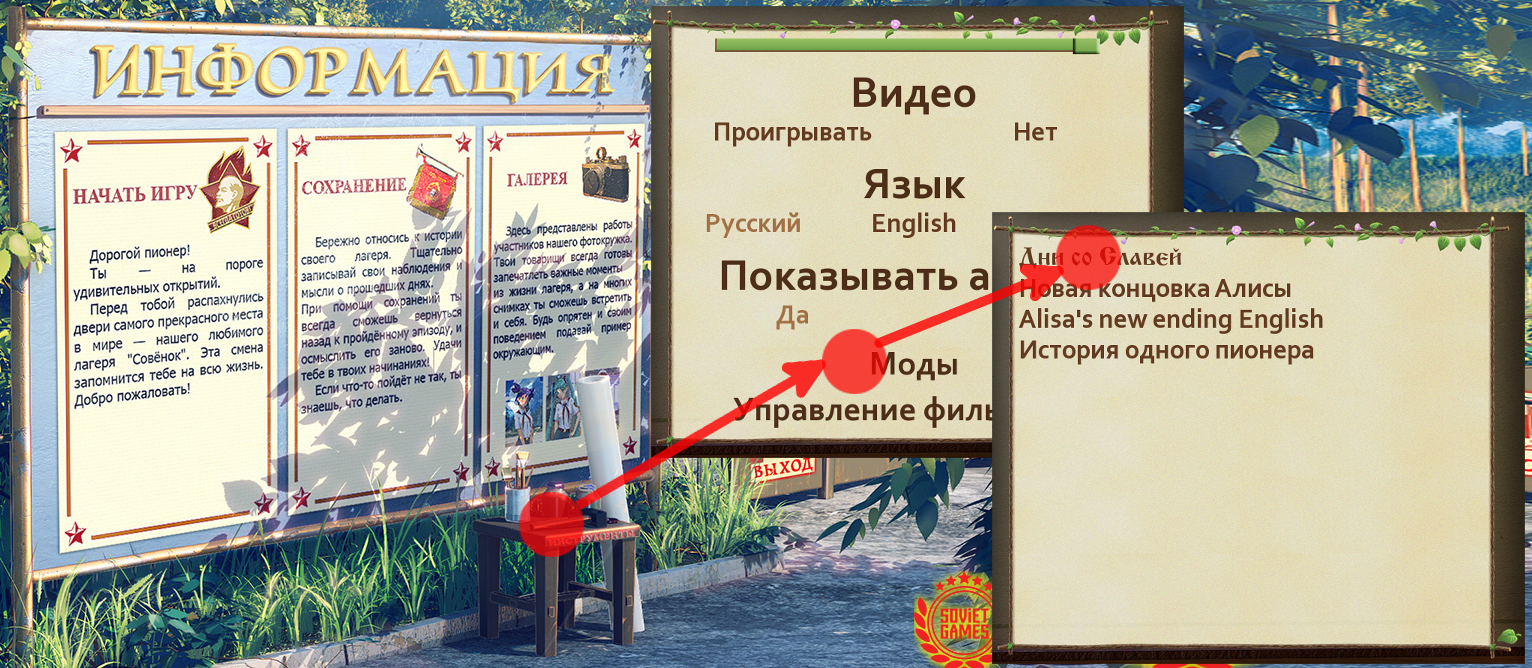 ИНФОРМАЦИЯ
НАЧАТЬ ИГРУ
Дорогой пионер!
Ты — на пороге
удивительных открытий.
Перед тобой распахнулись
двери самого прекрасного места
в мире — нашего любимого
лагеря "Совёнок". Эта смена
запомнится тебе на всю жизнь.
Добро пожаловать!
СОХРАНЕНИЕ
Бережно относись к истории
своего лагеря. Тщательно
записывай свои наблюдения и
мысли о прошедших днях.
При помощи сохранений ты
всегда сможешь вернуться
назад к пройдённому эпизоду, и
осмыслить его заново. Удачи
тебе в твоих начинаниях!
Если что-то пойдёт не так, ты
знаешь, что делать.
ГАЛЕРЕЯ
Здесь представлены работы
участников нашего фотокружка.
Твои товарищи всегда готовы
запечатлеть важные моменты
из жизни лагеря, а на многих
снимках ты сможешь встретить
и себя. Будь опрятен и своим
поведением подавай пример
окружающим.
ИНСТРУМЕНТЫ
Видео
Проигрывать Нет
Язык
Русский English
Показывать а
Да
Моды
Управление филь
ВЫХОД
SOVIET
GAMES
Дни со Славей
Новая концовка Алисы
Alisa's new ending English
История одного пионера